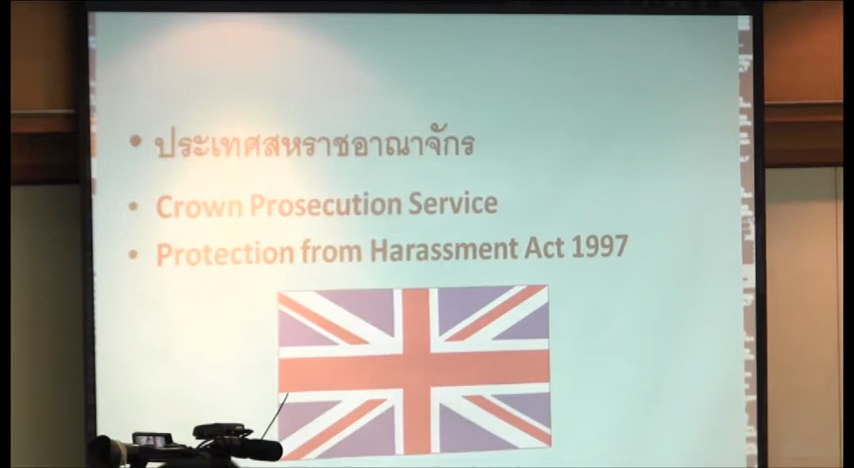 • ประเทศสหราชอาณาจักร
• Crown Prosecution Service
• Protection from Harassment Act 1997